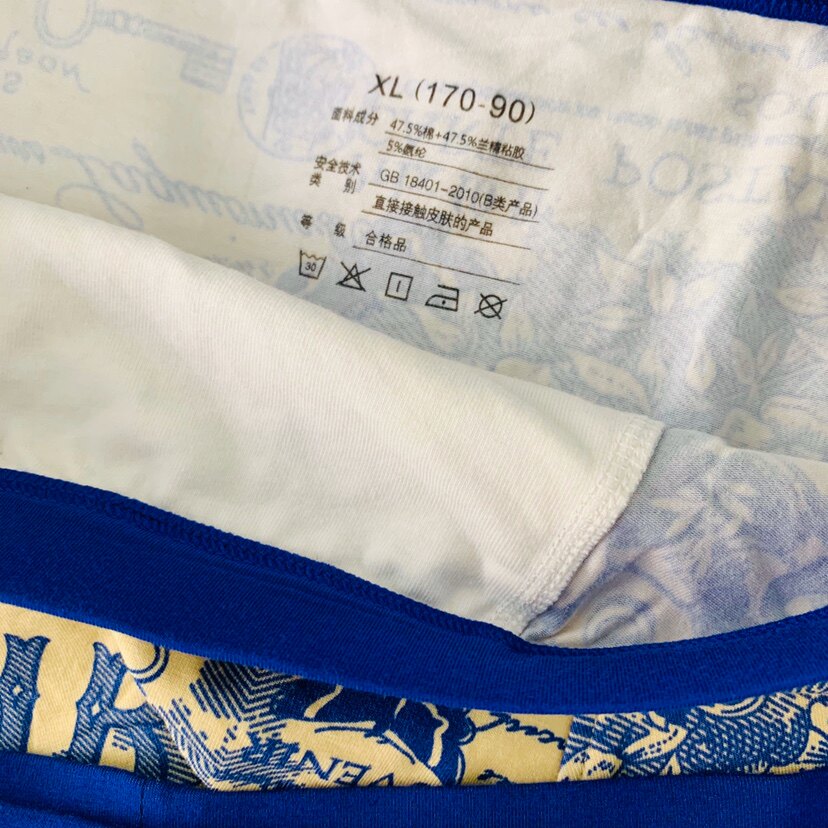 XL (170-90)
面料成分 47.5%棉+47.5%兰精粘胶
5%氨纶
安全技术类别 GB 18401-2010(B类产品)
直接接触皮肤的产品
等 级 合格品
30
VENIR